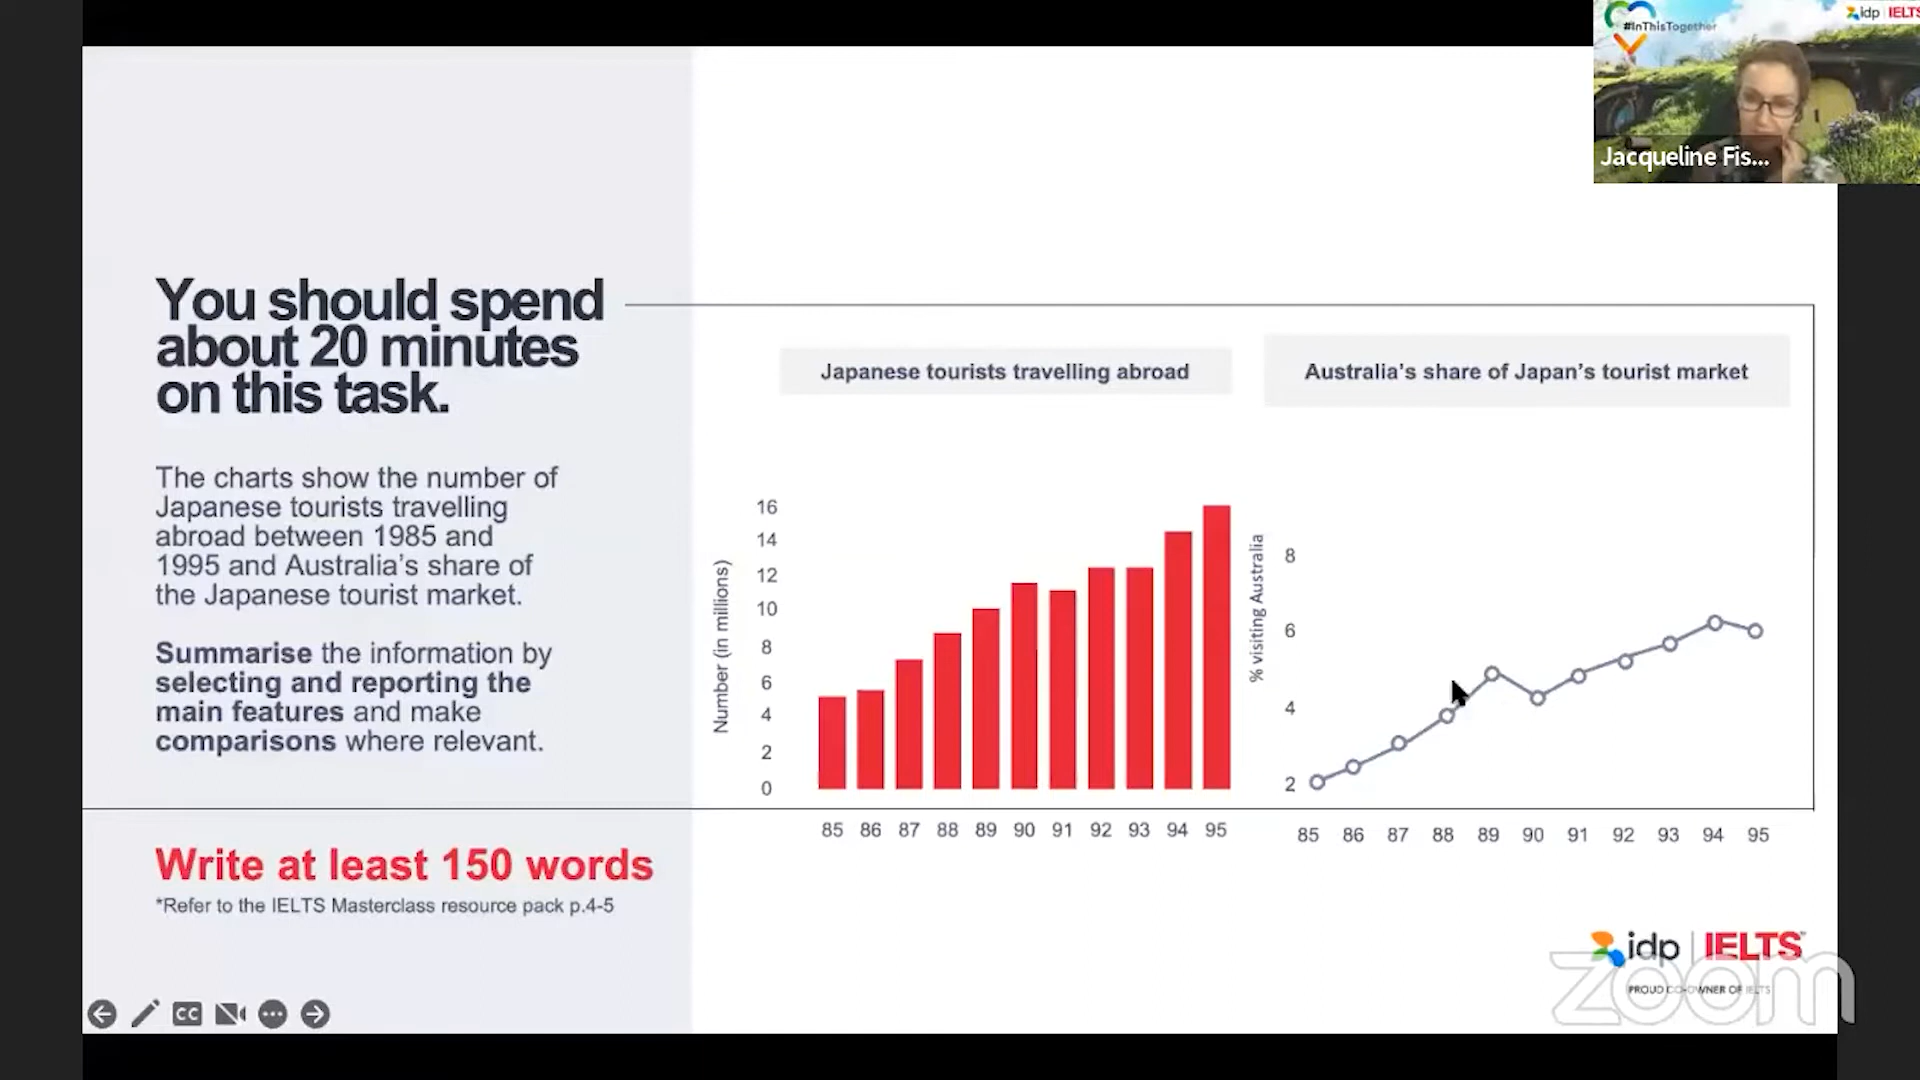 #InThisTogether
idp | IELTS
Jacqueline Fis...
You should spend
about 20 minutes
on this task.
The charts show the number of
Japanese tourists travelling
abroad between 1985 and
1995 and Australia's share of
the Japanese tourist market.
Summarise the information by
selecting and reporting the
main features and make
comparisons where relevant.
Write at least 150 words
*Refer to the IELTS Masterclass resource pack p.4-5
Japanese tourists travelling abroad
Number (in millions)
16
14
12
10
8
6
4
2
0
85 86 87 88 89 90 91 92 93 94 95
Australia's share of Japan's tourist market
% visiting Australia
8
6
4
2
85 86 87 88 89 90 91 92 93 94 95
idp | IELTS
PROUD CO-OWNER OF IELTS
zoom
CC